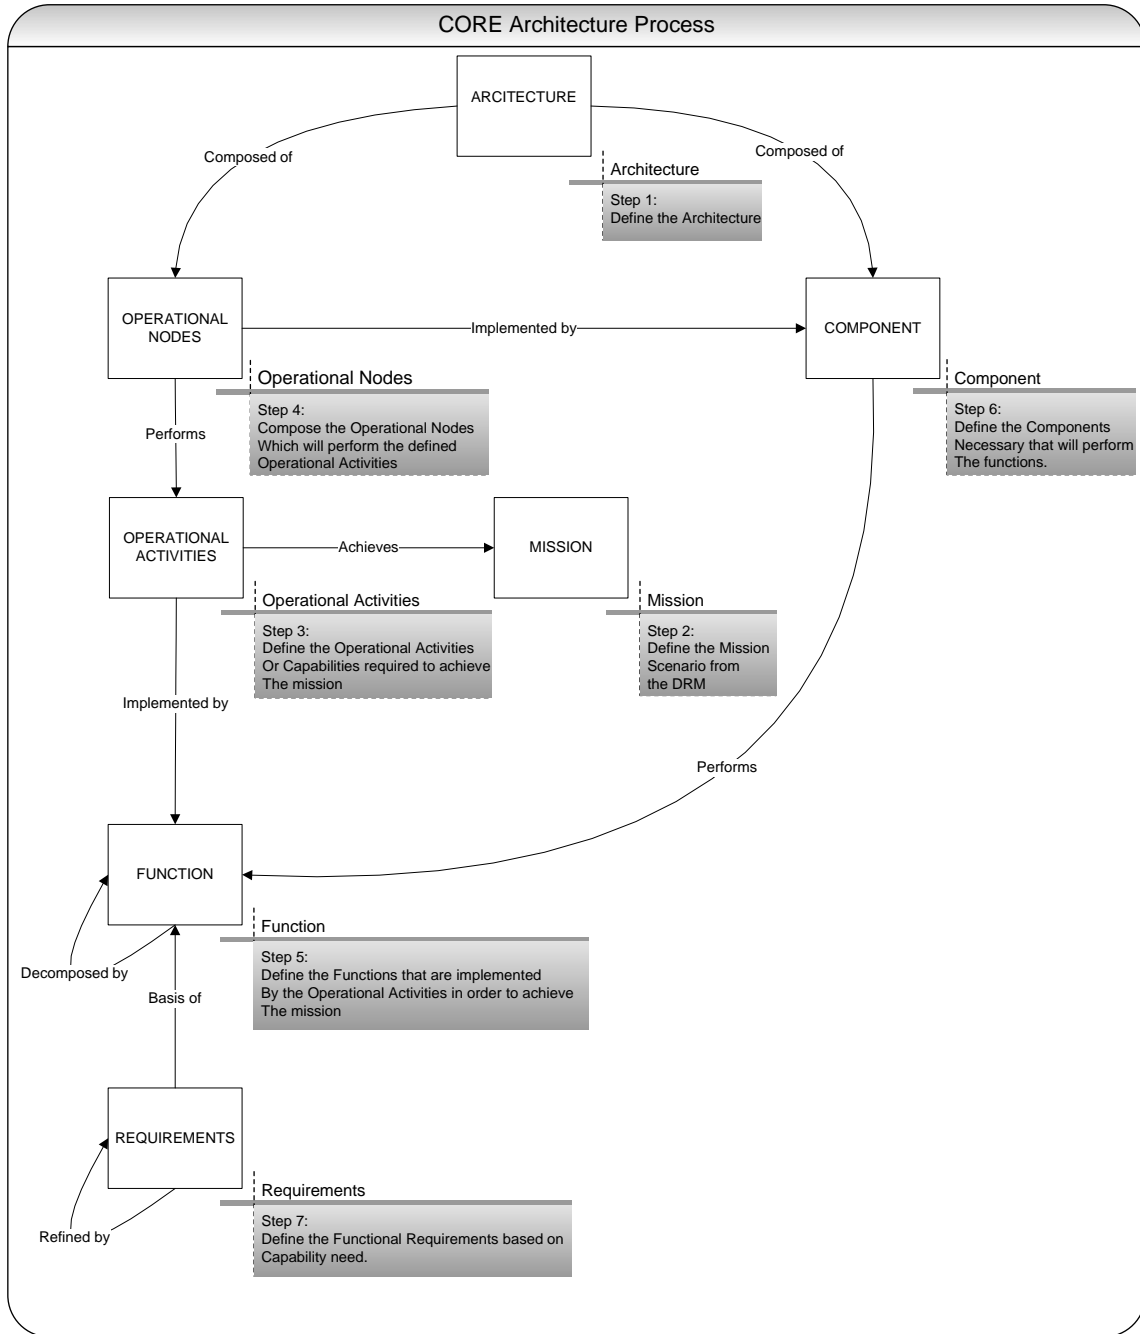 CORE Architecture Process
ARCITECTURE
Composed of
Composed of
Architecture
Step 1:
Define the Architecture
OPERATIONAL
NODES
Implemented by
COMPONENT
Operational Nodes
Step 4:
Compose the Operational Nodes
Which will perform the defined
Operational Activities
Component
Step 6:
Define the Components
Necessary that will perform
The functions.
Performs
OPERATIONAL
ACTIVITIES
Achieves
MISSION
Operational Activities
Step 3:
Define the Operational Activities
Or Capabilities required to achieve
The mission
Mission
Step 2:
Define the Mission
Scenario from
the DRM
Implemented by
Performs
FUNCTION
Function
Step 5:
Define the Functions that are implemented
By the Operational Activities in order to achieve
The mission
Decomposed by
Basis of
REQUIREMENTS
Requirements
Step 7:
Define the Functional Requirements based on
Capability need.
Refined by